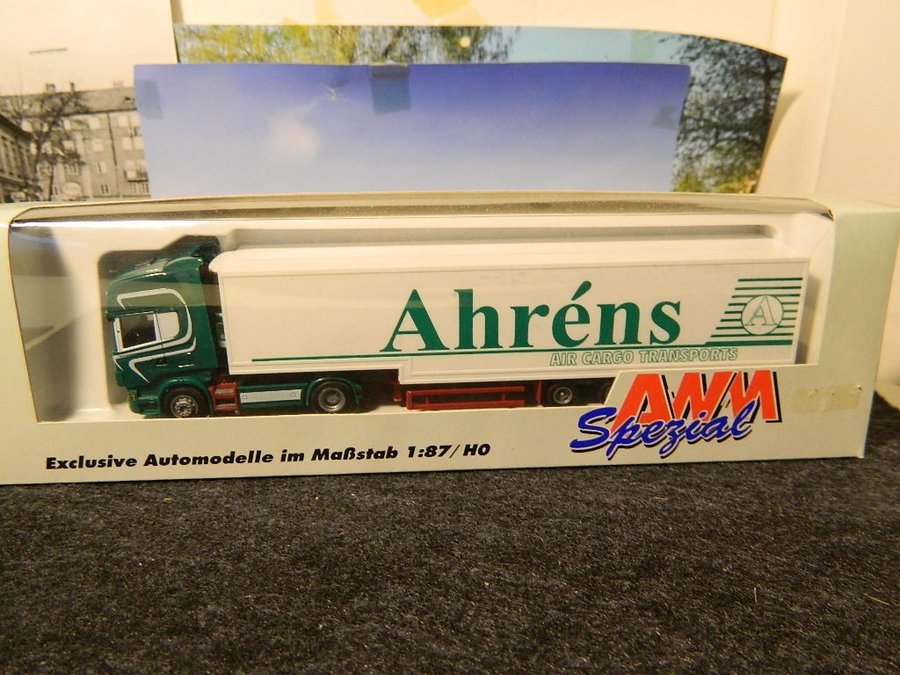 Ahréns
A
AIR CARGO TRANSPORTS
AWM
Spezial
Exclusive Automodelle im Maßstab 1:87/H0